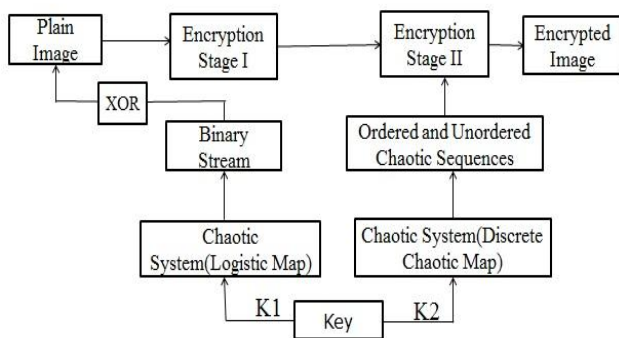 Plain
Image
Encryption
Stage I
Encryption
Stage II
Encrypted
Image
XOR
Binary
Stream
Ordered and Unordered
Chaotic Sequences
Chaotic
System(Logistic Map)
Chaotic System(Discrete
Chaotic Map)
K1
Key
K2